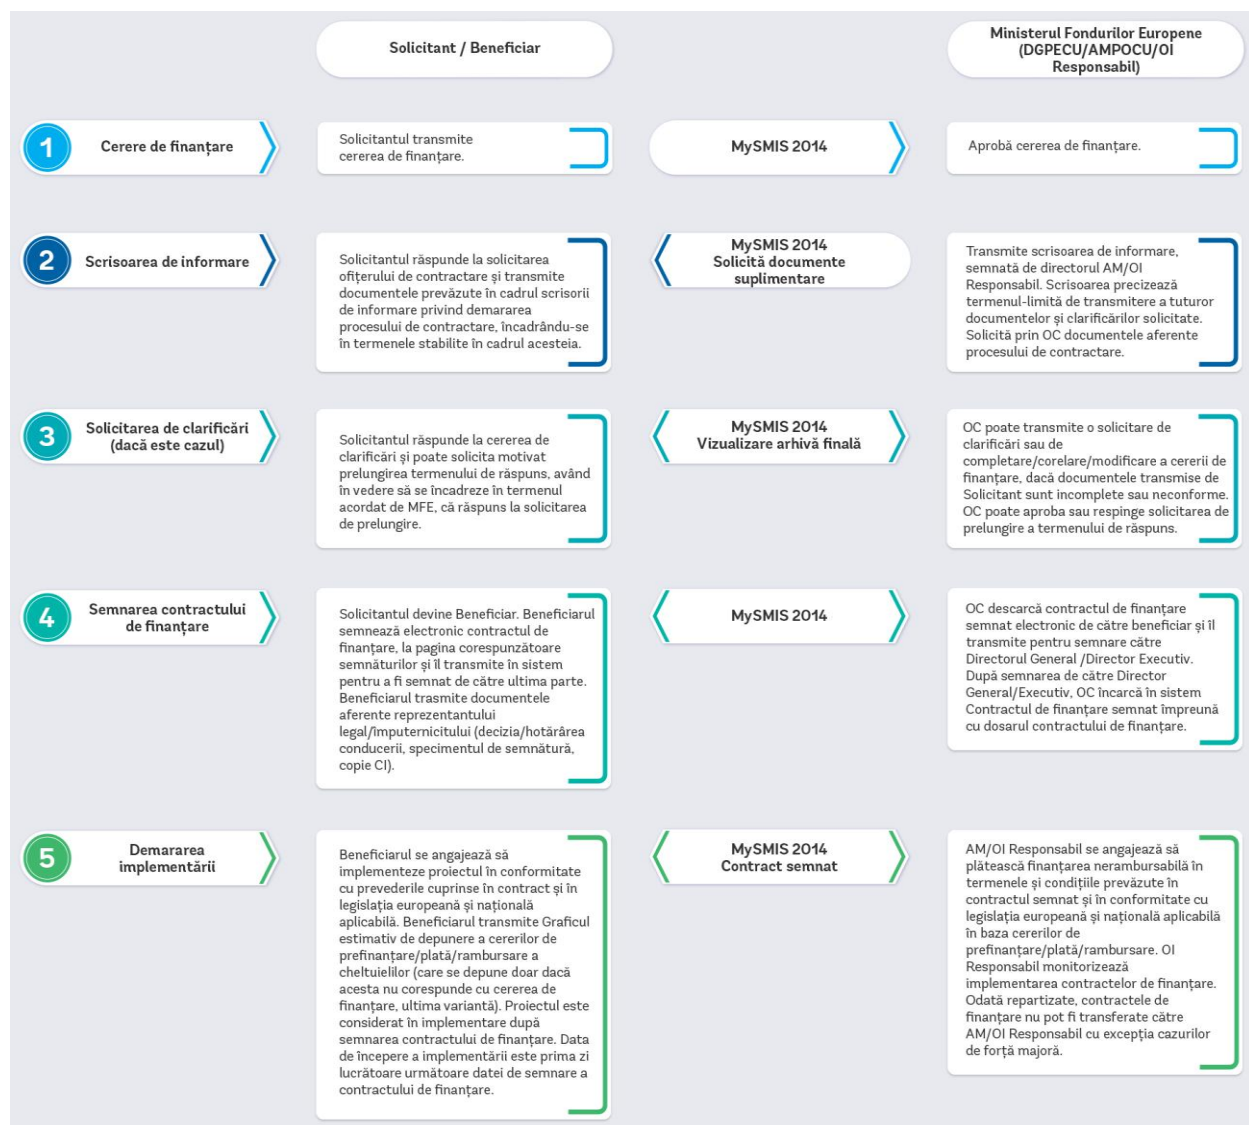 Solicitant / Beneficiar
Ministerul Fondurilor Europene
(DGPECU/AMPOCU/OI
Responsabil)
1
Cerere de finanțare
Solicitantul transmite
cererea de finanțare.
MySMIS 2014
Aprobă cererea de finanțare.
2
Scrisoarea de informare
Solicitantul răspunde la solicitarea
ofițerului de contractare și transmite
documentele prevăzute în cadrul scrisorii
de informare privind demararea
procesului de contractare, încadrându-se
în termenele stabilite în cadrul acesteia.
MySMIS 2014
Solicită documente
suplimentare
Transmite scrisoarea de informare,
semnată de directorul AM/OI
Responsabil. Scrisoarea precizează
termenul-limită de transmitere a tuturor
documentelor și clarificărilor solicitate.
Solicită prin OC documentele aferente
procesului de contractare.
3
Solicitarea de clarificări
(dacă este cazul)
Solicitantul răspunde la cererea de
clarificări și poate solicita motivat
prelungirea termenului de răspuns, având
în vedere să se încadreze în termenul
acordat de MFE, că răspuns la solicitarea
de prelungire.
MySMIS 2014
Vizualizare arhivă finală
OC poate transmite o solicitare de
clarificări sau de
completare/corelare/modificare a cererii de
finanțare, dacă documentele transmise de
Solicitant sunt incomplete sau neconforme.
OC poate aproba sau respinge solicitarea de
prelungire a termenului de răspuns.
4
Semnarea contractului
de finanțare
Solicitantul devine Beneficiar. Beneficiarul
semnează electronic contractul de
finanțare, la pagina corespunzătoare
semnăturilor și îl transmite în sistem
pentru a fi semnat de către ultima parte.
Beneficiarul trasmite documentele
aferente reprezentantului
legal/împuternicitului (decizia/hotărârea
conducerii, specimentul de semnătură,
copie CI).
MySMIS 2014
OC descarcă contractul de finanțare
semnat electronic de către beneficiar și îl
transmite pentru semnare către
Directorul General /Director Executiv.
După semnarea de către Director
General/Executiv, OC încarcă în sistem
Contractul de finanțare semnat împreună
cu dosarul contractului de finanțare.
5
Demararea
implementării
Beneficiarul se angajează să
implementeze proiectul în conformitate
cu prevederile cuprinse în contract și în
legislația europeană și națională
aplicabilă. Beneficiarul transmite Graficul
estimativ de depunere a cererilor de
prefinanțare/plată/rambursare a
cheltuielilor (care se depune doar dacă
acesta nu corespunde cu cererea de
finanțare, ultima variantă). Proiectul este
considerat în implementare după
semnarea contractului de finanțare. Data
de începere a implementării este prima zi
lucrătoare următoare datei de semnare a
contractului de finanțare.
MySMIS 2014
Contract semnat
AM/OI Responsabil se angajează să
plătească finanțarea nerambursabilă în
termenele și condițiile prevăzute în
contractul semnat și în conformitate cu
legislația europeană și națională aplicabilă
în baza cererilor de
prefinanțare/plată/rambursare. OI
Responsabil monitorizează
implementarea contractelor de finanțare.
Odată repartizate, contractele de
finanțare nu pot fi transferate către
AM/OI Responsabil cu excepția cazurilor
de forță majoră.